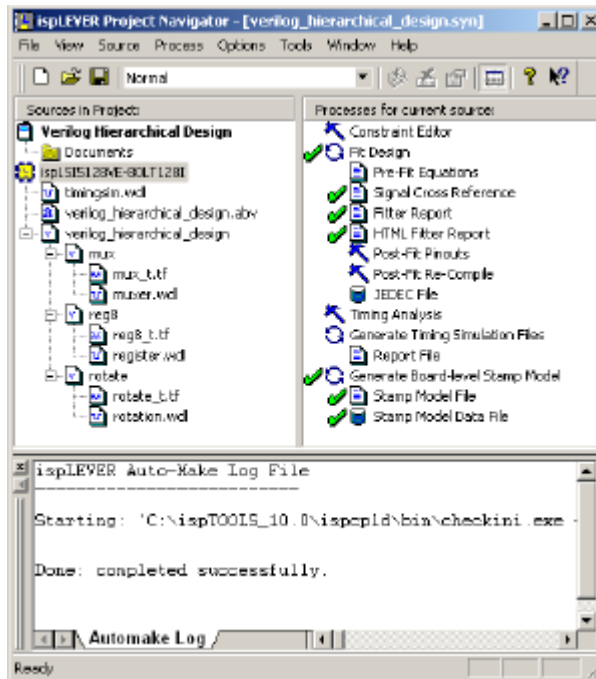 ispLEVER Project Navigator - [verilog_hierarchical_design.syn]
File View Source Process Options Tools Window Help
Normal
Sources in Project:
Verilog Hierarchical Design
Documents
ispLSI5128VE-80LT128I
timingsim.wdl
verilog_hierarchical_design.abv
verilog_hierarchical_design
mux
mux_t.tf
muxer.wdl
reg8
reg8_t.tf
register.wdl
rotate
rotate_t.tf
rotation.wdl
Processes for current source:
Constraint Editor
Fit Design
Pre-Fit Equations
Signal Cross Reference
Fitter Report
HTML Fitter Report
Post-Fit Pinouts
Post-Fit Re-Compile
JEDEC File
Timing Analysis
Generate Timing Simulation Files
Report File
Generate Board-level Stamp Model
Stamp Model File
Stamp Model Data File
ispLEVER Auto-Make Log File
---------------------------
Starting: 'C:\ispTOOLS_10.0\ispcpld\bin\checkini.exe -
Done: completed successfully.
Automake Log
Ready